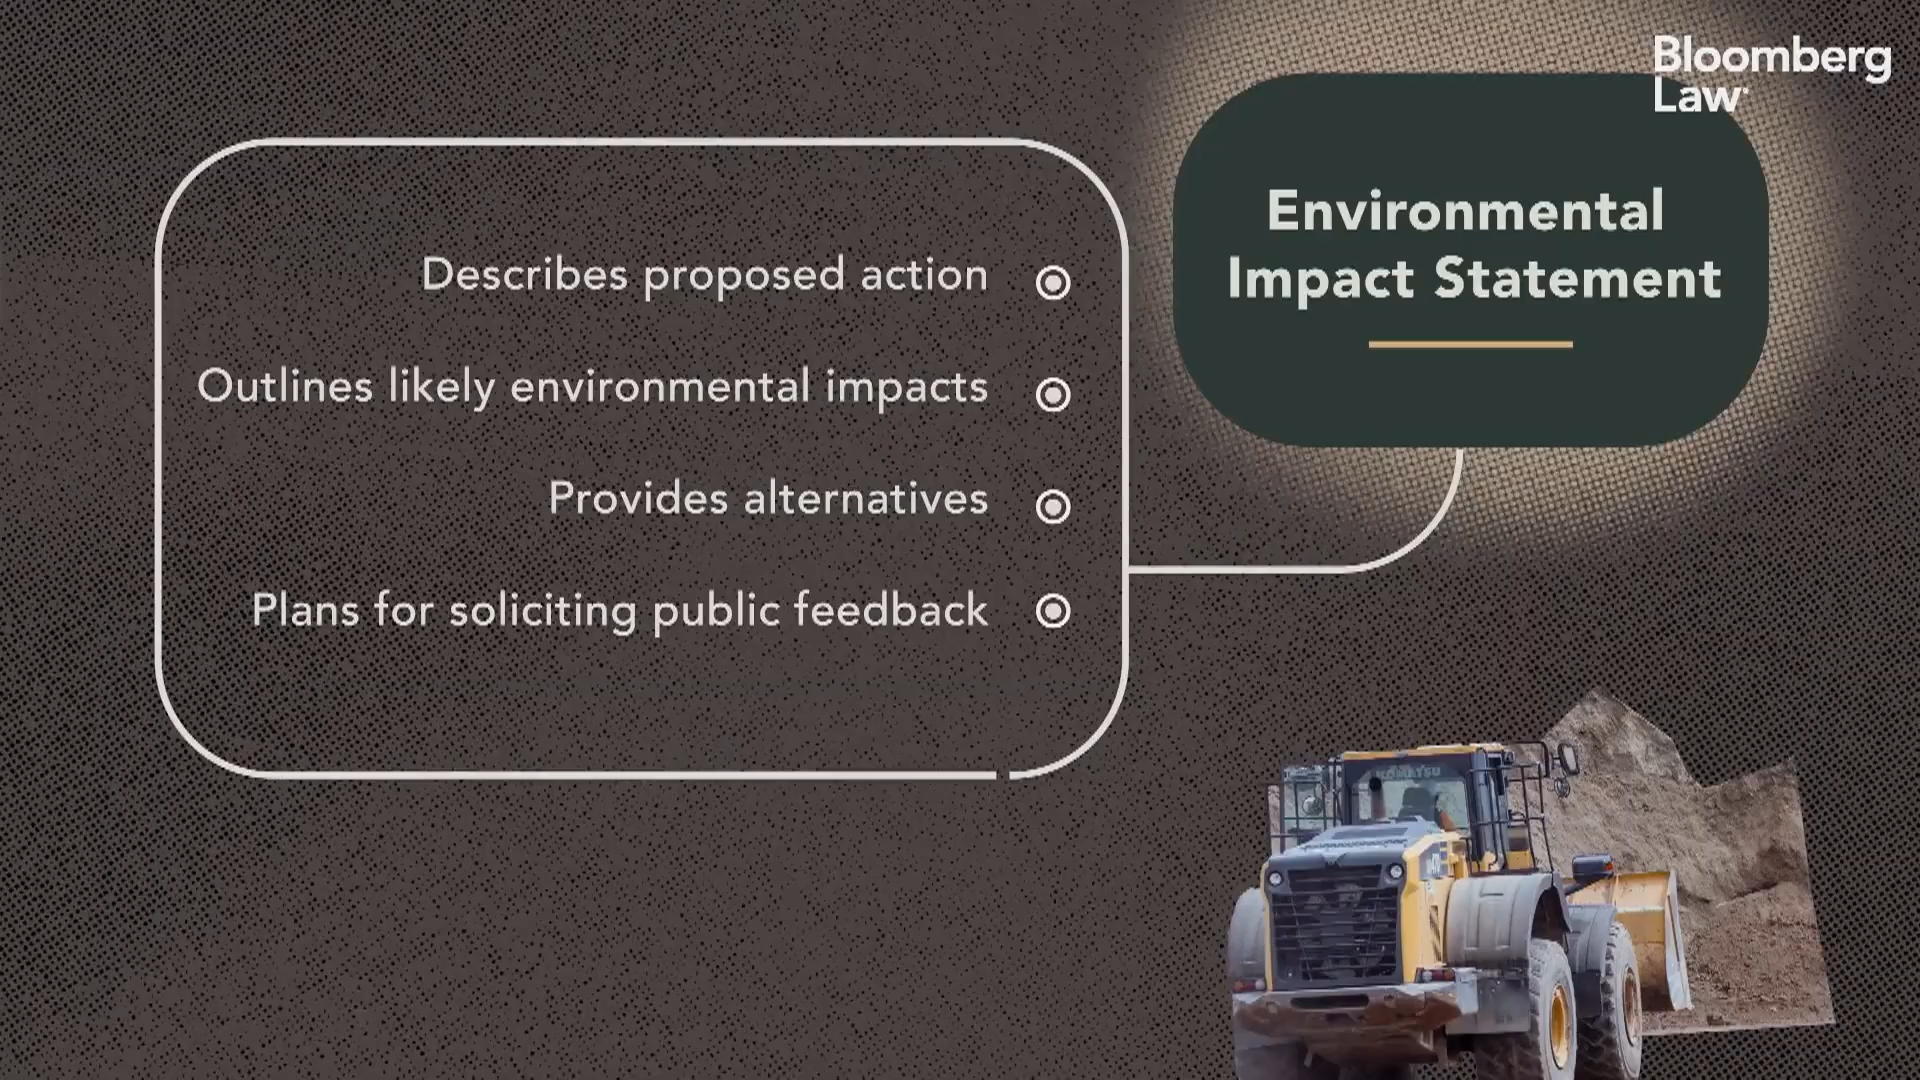 Bloomberg
Law
Environmental
Impact Statement
Describes proposed action
Outlines likely environmental impacts
Provides alternatives
Plans for soliciting public feedback
KOMATSU